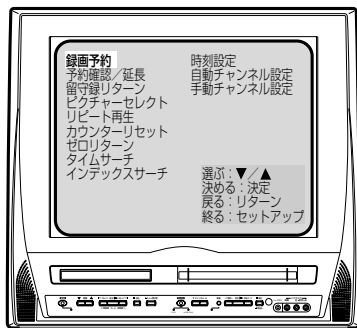 録画予約
予約確認／延長
留守録リターン
ピクチャーセレクト
リピート再生
カウンターリセット
ゼロリターン
タイムサーチ
インデックスサーチ
時刻設定
自動チャンネル設定
手動チャンネル設定
選ぶ：▼／▲
決める：決定
戻る：リターン
終る：セットアップ